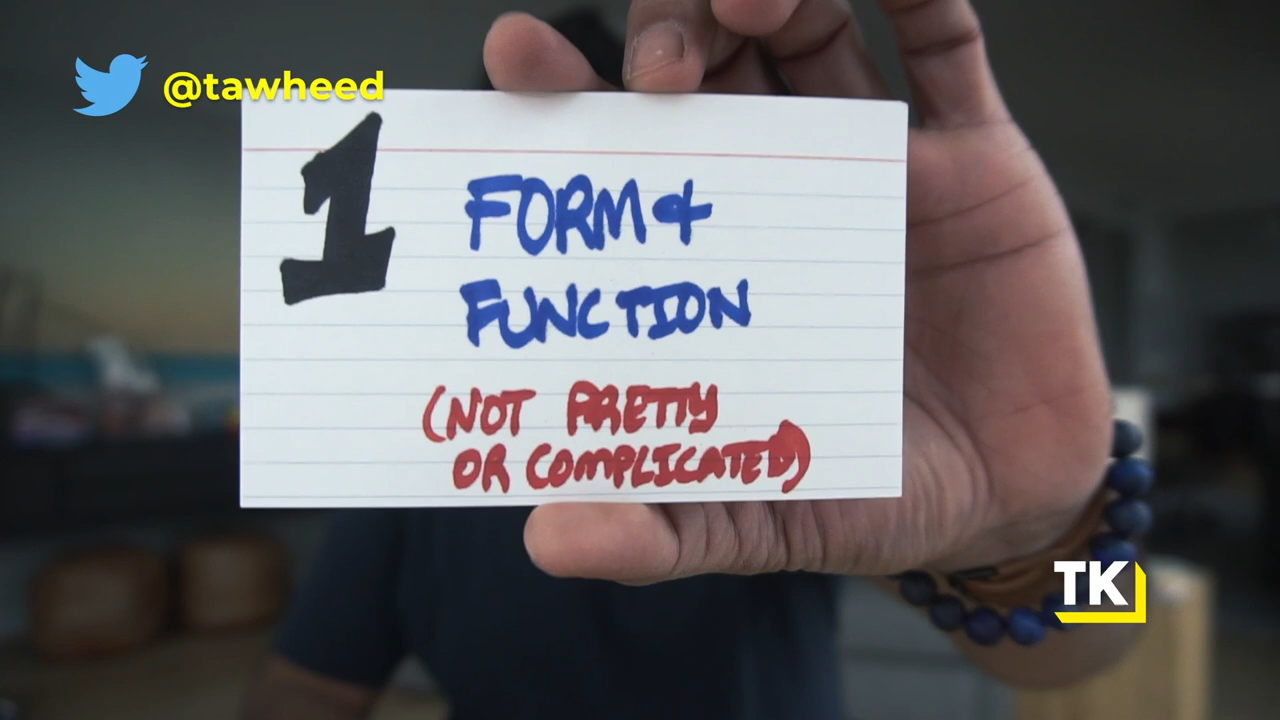 @tawheed
1
FORM &
FUNCTION
(NOT PRETTY
OR COMPLICATED)
TK